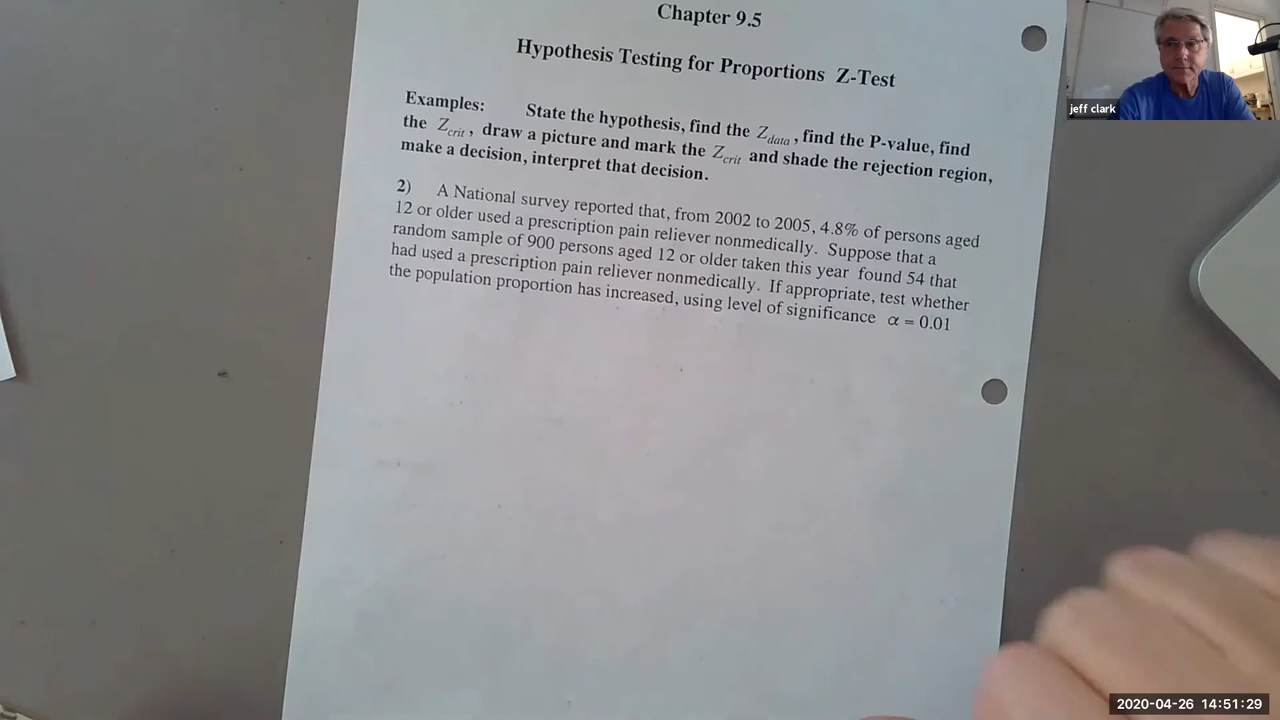 Chapter 9.5
Hypothesis Testing for Proportions Z-Test
Examples: State the hypothesis, find the Z_data, find the P-value, find
the Z_crit, draw a picture and mark the Z_crit and shade the rejection region,
make a decision, interpret that decision.
2) A National survey reported that, from 2002 to 2005, 4.8% of persons aged
12 or older used a prescription pain reliever nonmedically. Suppose that a
random sample of 900 persons aged 12 or older taken this year found 54 that
had used a prescription pain reliever nonmedically. If appropriate, test whether
the population proportion has increased, using level of significance α = 0.01
jeff clark
2020-04-26 14:51:29